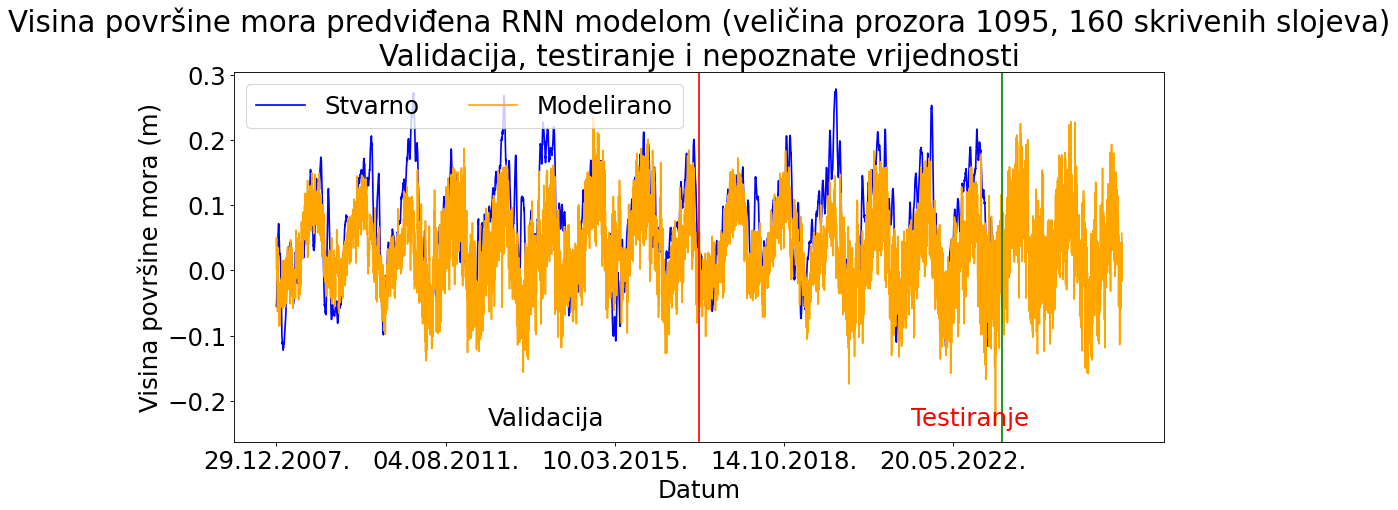 Visina površine mora predviđena RNN modelom (veličina prozora 1095, 160 skrivenih slojeva)
Validacija, testiranje i nepoznate vrijednosti
Visina površine mora (m)
0.3
0.2
0.1
0.0
−0.1
−0.2
Stvarno Modelirano
Validacija Testiranje
29.12.2007. 04.08.2011. 10.03.2015. 14.10.2018. 20.05.2022.
Datum